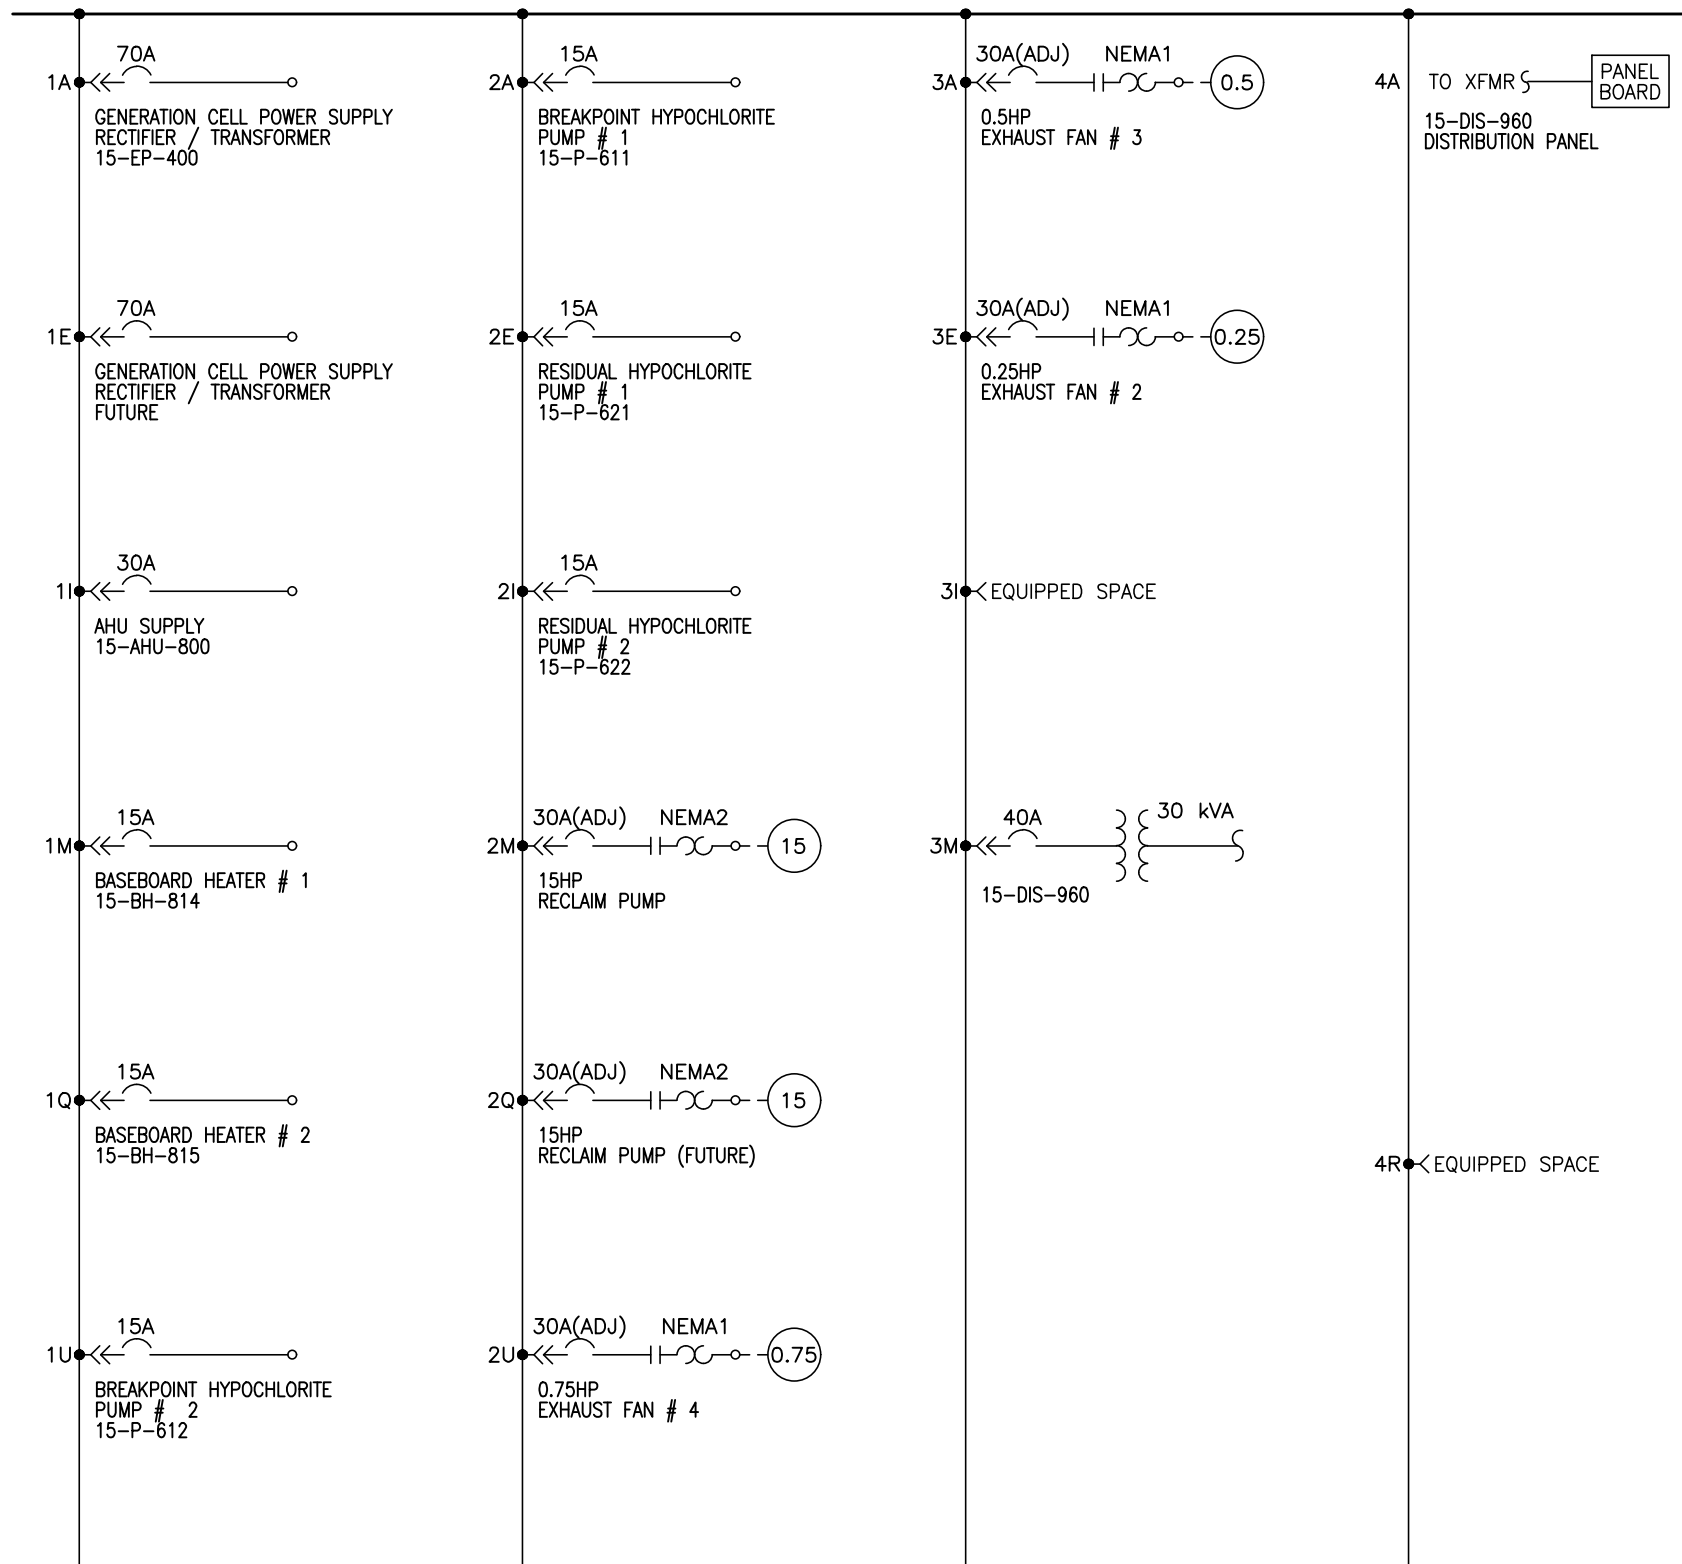 70A
1A
GENERATION CELL POWER SUPPLY
RECTIFIER / TRANSFORMER
15-EP-400
70A
1E
GENERATION CELL POWER SUPPLY
RECTIFIER / TRANSFORMER
FUTURE
30A
1I
AHU SUPPLY
15-AHU-800
15A
1M
BASEBOARD HEATER # 1
15-BH-814
15A
1Q
BASEBOARD HEATER # 2
15-BH-815
15A
1U
BREAKPOINT HYPOCHLORITE
PUMP # 2
15-P-612
15A
2A
BREAKPOINT HYPOCHLORITE
PUMP # 1
15-P-611
15A
2E
RESIDUAL HYPOCHLORITE
PUMP # 1
15-P-621
15A
2I
RESIDUAL HYPOCHLORITE
PUMP # 2
15-P-622
30A(ADJ) NEMA2
2M 15
15HP
RECLAIM PUMP
30A(ADJ) NEMA2
2Q 15
15HP
RECLAIM PUMP (FUTURE)
30A(ADJ) NEMA1
2U 0.75
0.75HP
EXHAUST FAN # 4
30A(ADJ) NEMA1
3A 0.5
0.5HP
EXHAUST FAN # 3
30A(ADJ) NEMA1
3E 0.25
0.25HP
EXHAUST FAN # 2
3I EQUIPPED SPACE
40A 30 kVA
3M
15-DIS-960
4A TO XFMR
PANEL
BOARD
15-DIS-960
DISTRIBUTION PANEL
4R EQUIPPED SPACE